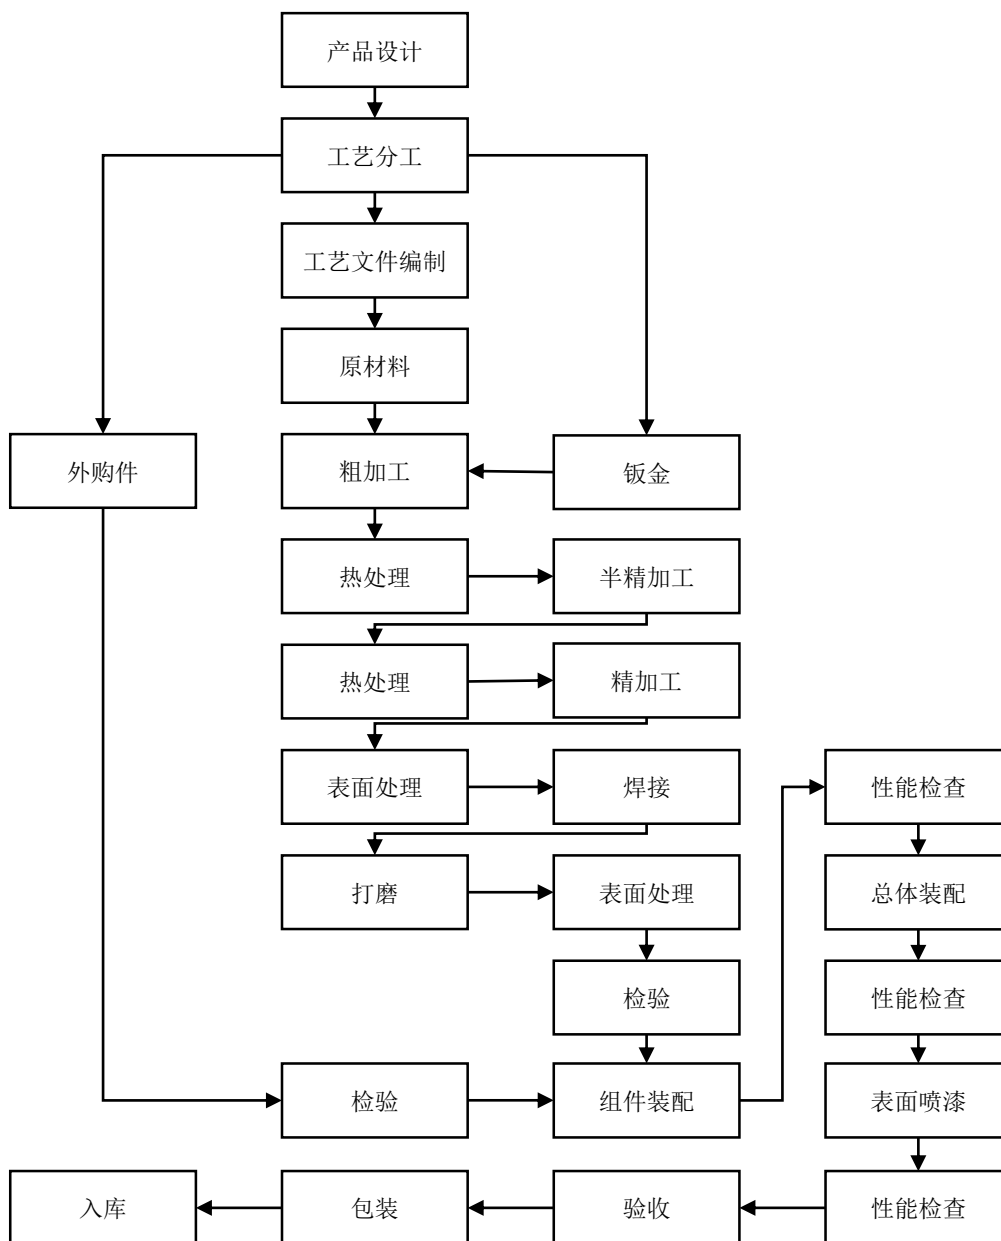 产品设计
工艺分工
工艺文件编制
原材料
外购件
粗加工
钣金
热处理
半精加工
热处理
精加工
表面处理
焊接
性能检查
打磨
表面处理
总体装配
检验
性能检查
检验
组件装配
表面喷漆
入库
包装
验收
性能检查